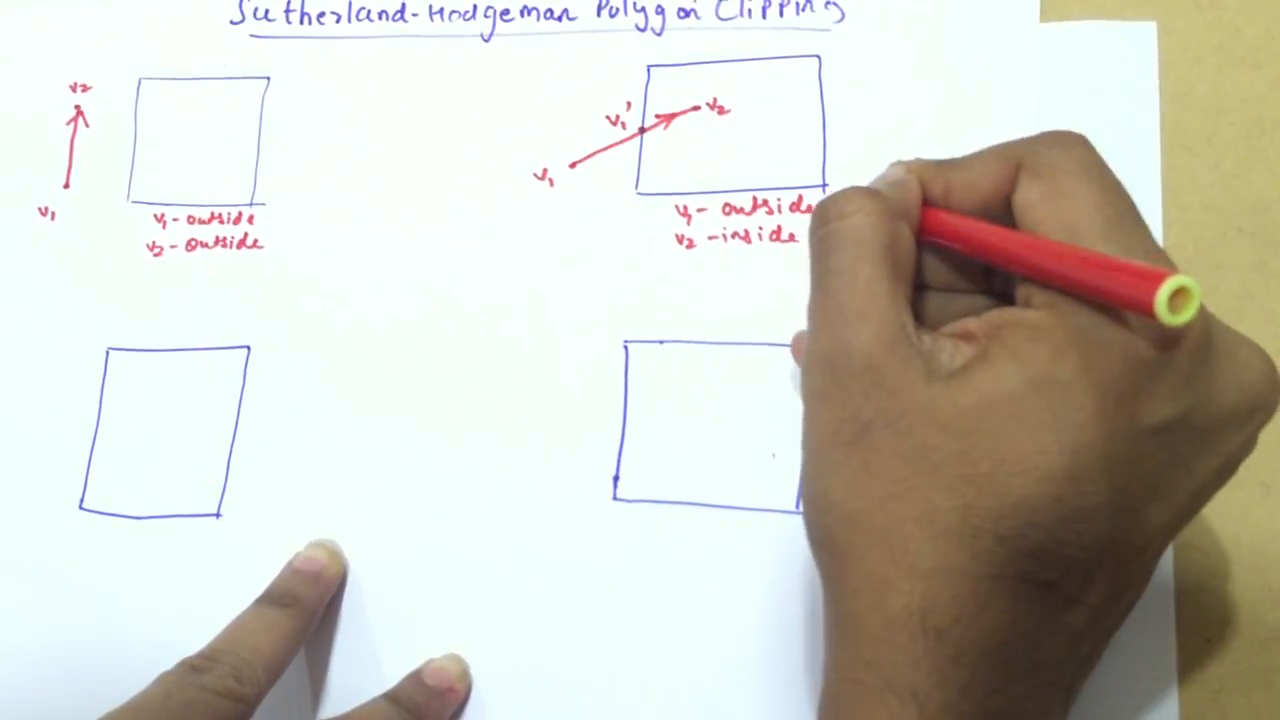 Sutherland-Hodgeman Polygon Clipping
v2
v1
v1-outside
v2-outside
v1'
v2
v1
v1- outside
v2 -inside